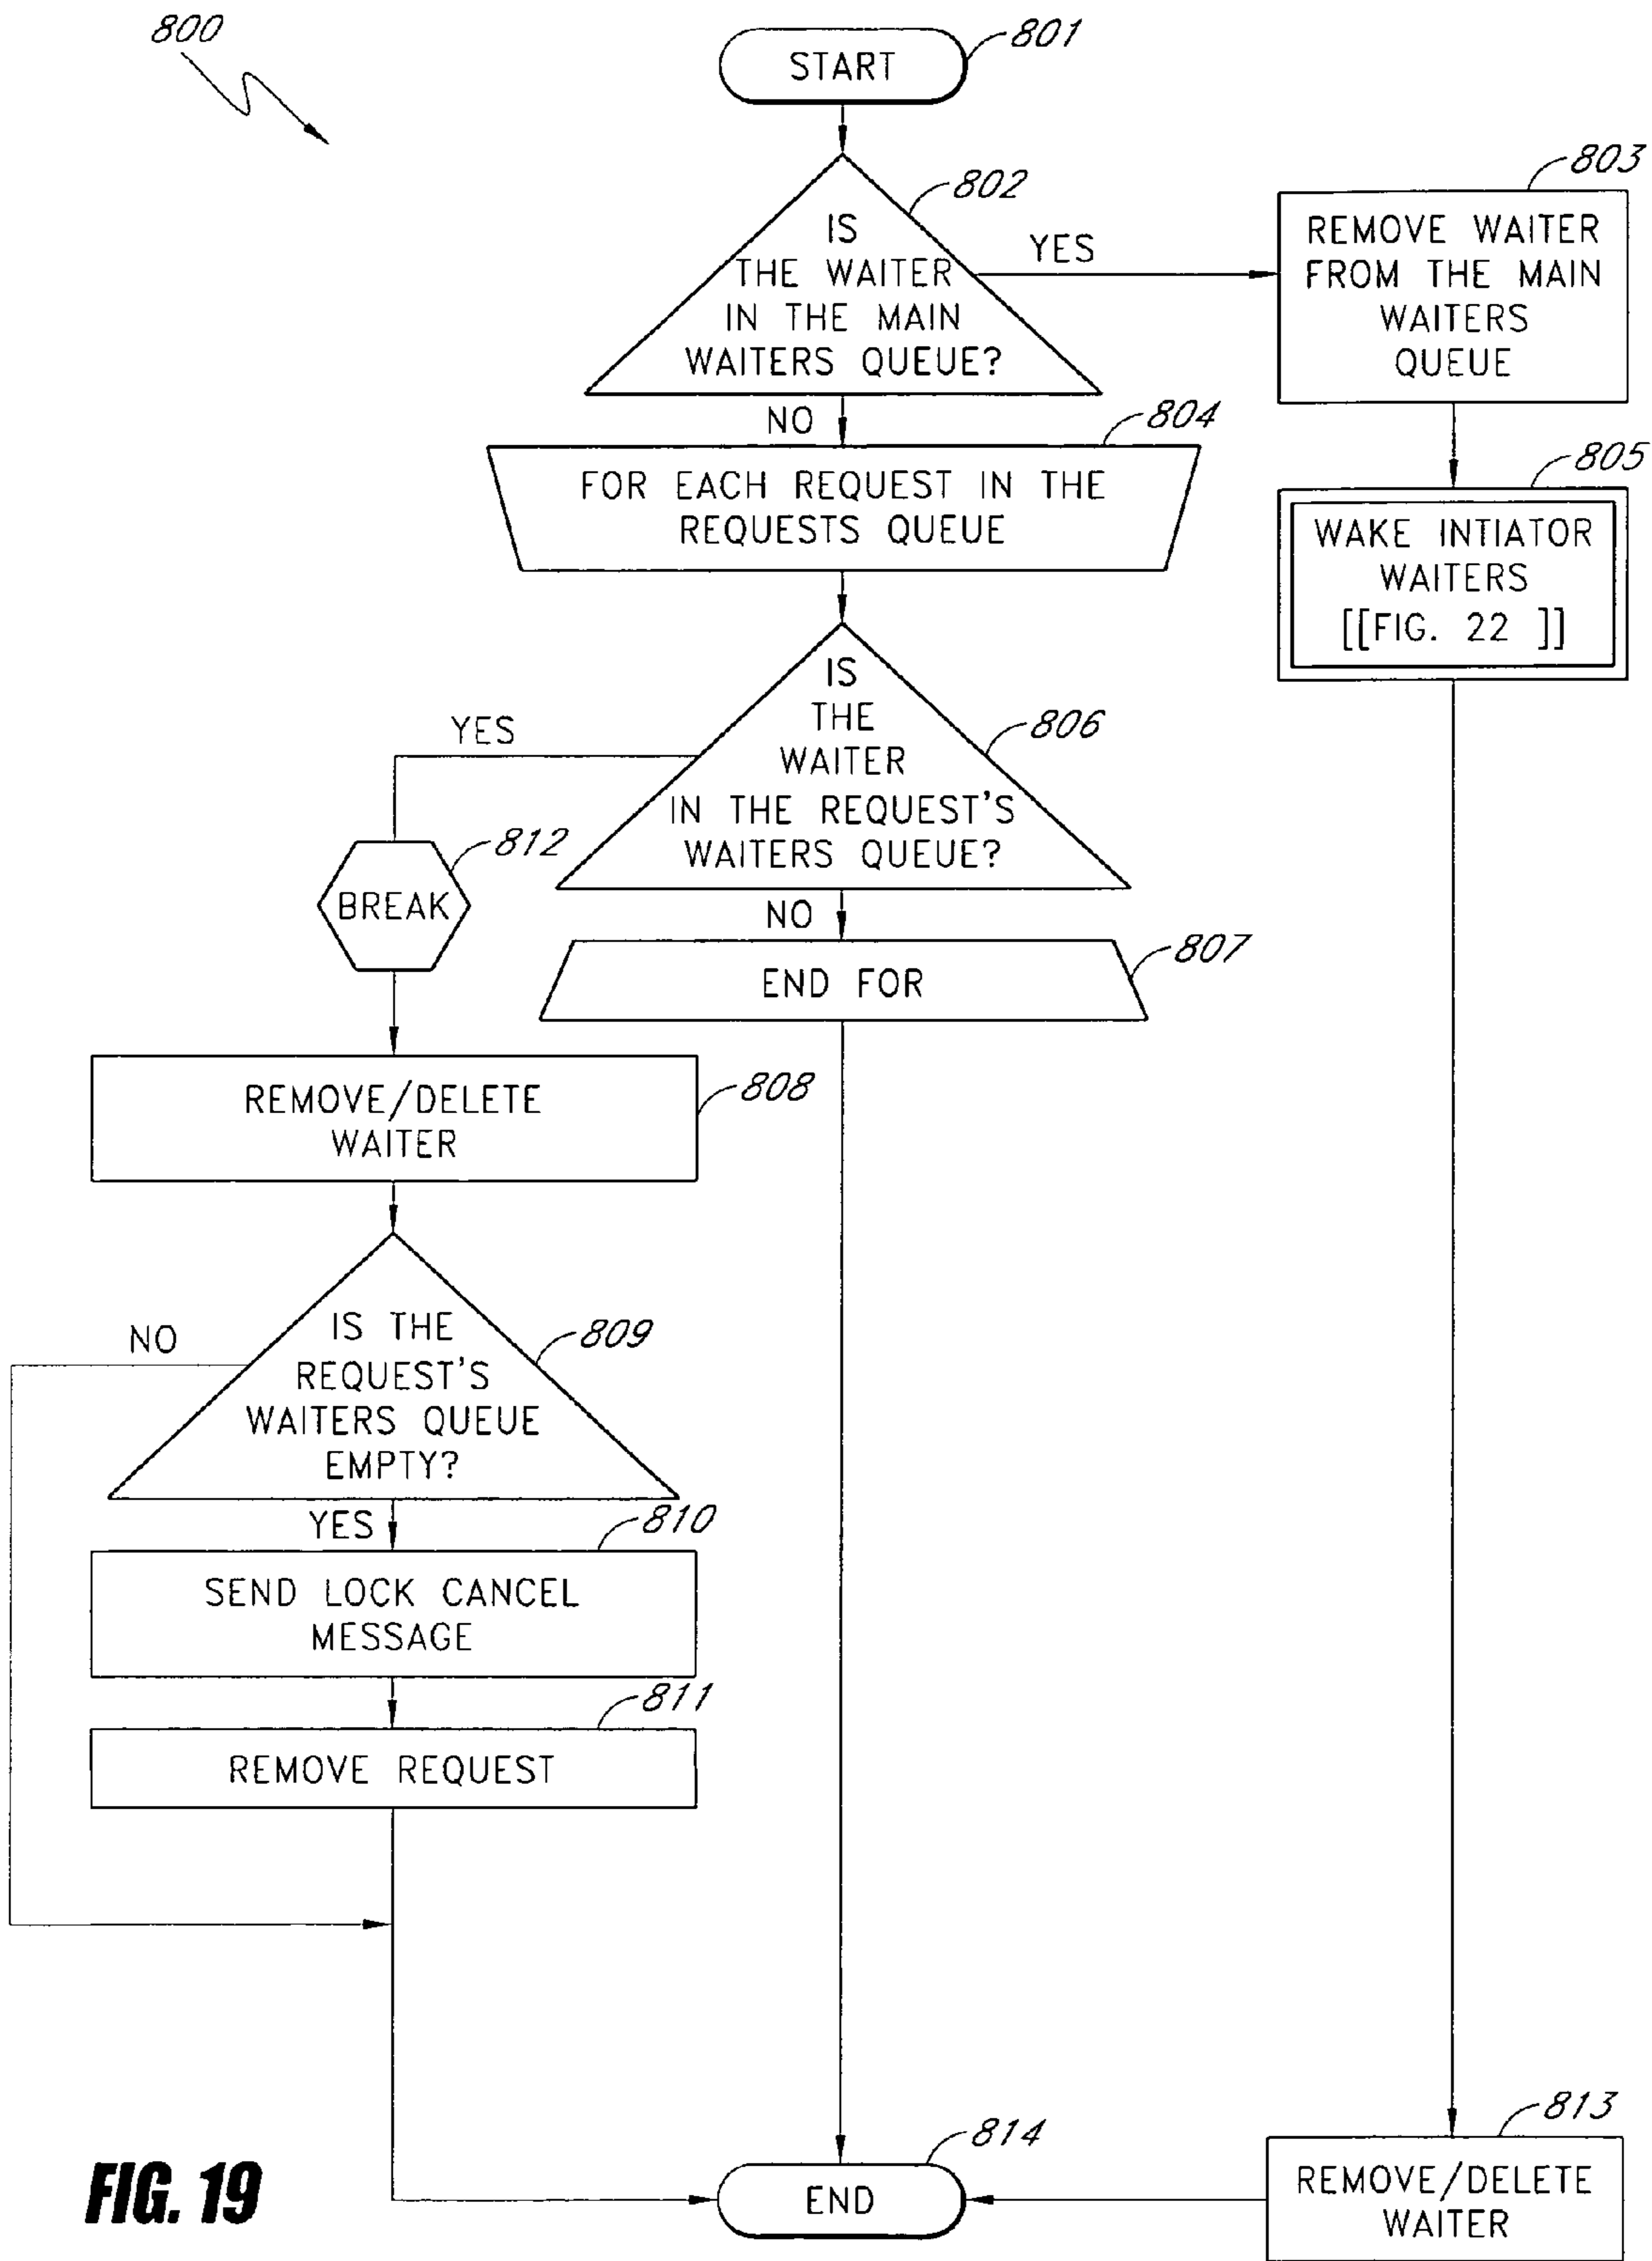 800
801
START
802
IS
THE WAITER
IN THE MAIN
WAITERS QUEUE?
YES
803
REMOVE WAITER
FROM THE MAIN
WAITERS
QUEUE
NO
804
FOR EACH REQUEST IN THE
REQUESTS QUEUE
805
WAKE INTIATOR
WAITERS
[[FIG. 22 ]]
806
IS
THE
WAITER
IN THE REQUEST'S
WAITERS QUEUE?
YES
812
BREAK
NO
807
END FOR
808
REMOVE/DELETE
WAITER
809
IS THE
REQUEST'S
WAITERS QUEUE
EMPTY?
NO
YES
810
SEND LOCK CANCEL
MESSAGE
811
REMOVE REQUEST
813
REMOVE/DELETE
WAITER
814
END
FIG. 19